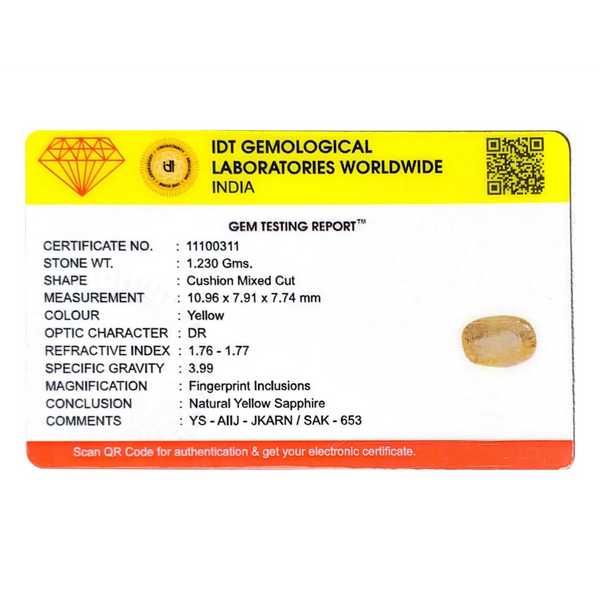 IDT GEMOLOGICAL
LABORATORIES WORLDWIDE
INDIA
GEM TESTING REPORT™
CERTIFICATE NO. : 11100311
STONE WT. : 1.230 Gms.
SHAPE : Cushion Mixed Cut
MEASUREMENT : 10.96 x 7.91 x 7.74 mm
COLOUR : Yellow
OPTIC CHARACTER : DR
REFRACTIVE INDEX : 1.76 - 1.77
SPECIFIC GRAVITY : 3.99
MAGNIFICATION : Fingerprint Inclusions
CONCLUSION : Natural Yellow Sapphire
COMMENTS : YS - AIIJ - JKARN / SAK - 653
Scan QR Code for authentication & get your electronic certificate.